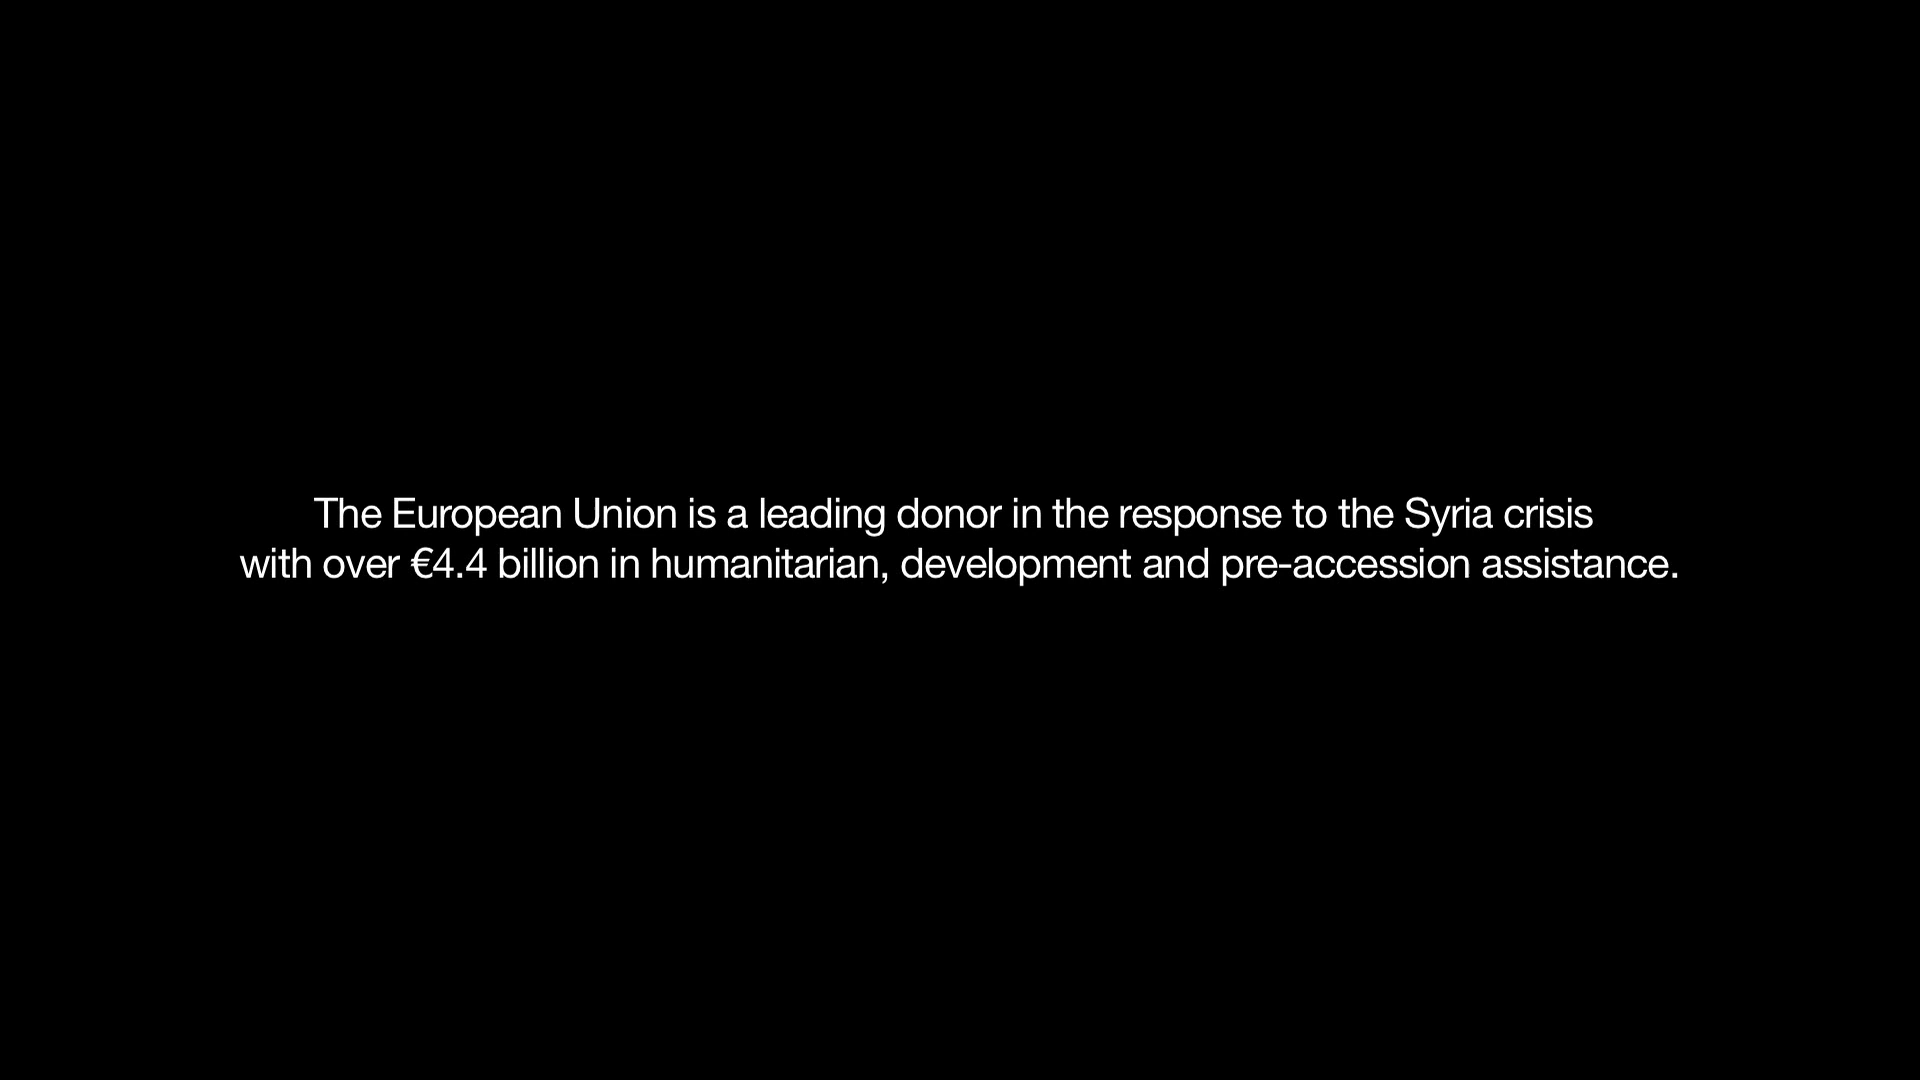 The European Union is a leading donor in the response to the Syria crisis
with over €4.4 billion in humanitarian, development and pre-accession assistance.